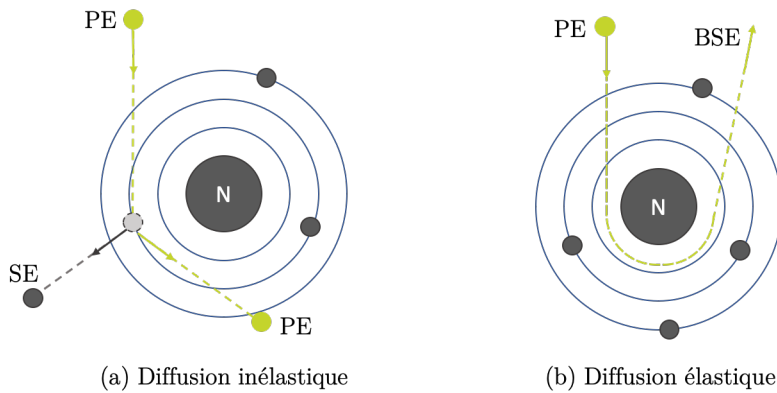 PE
N
SE
PE
(a) Diffusion inélastique
PE
BSE
N
(b) Diffusion élastique